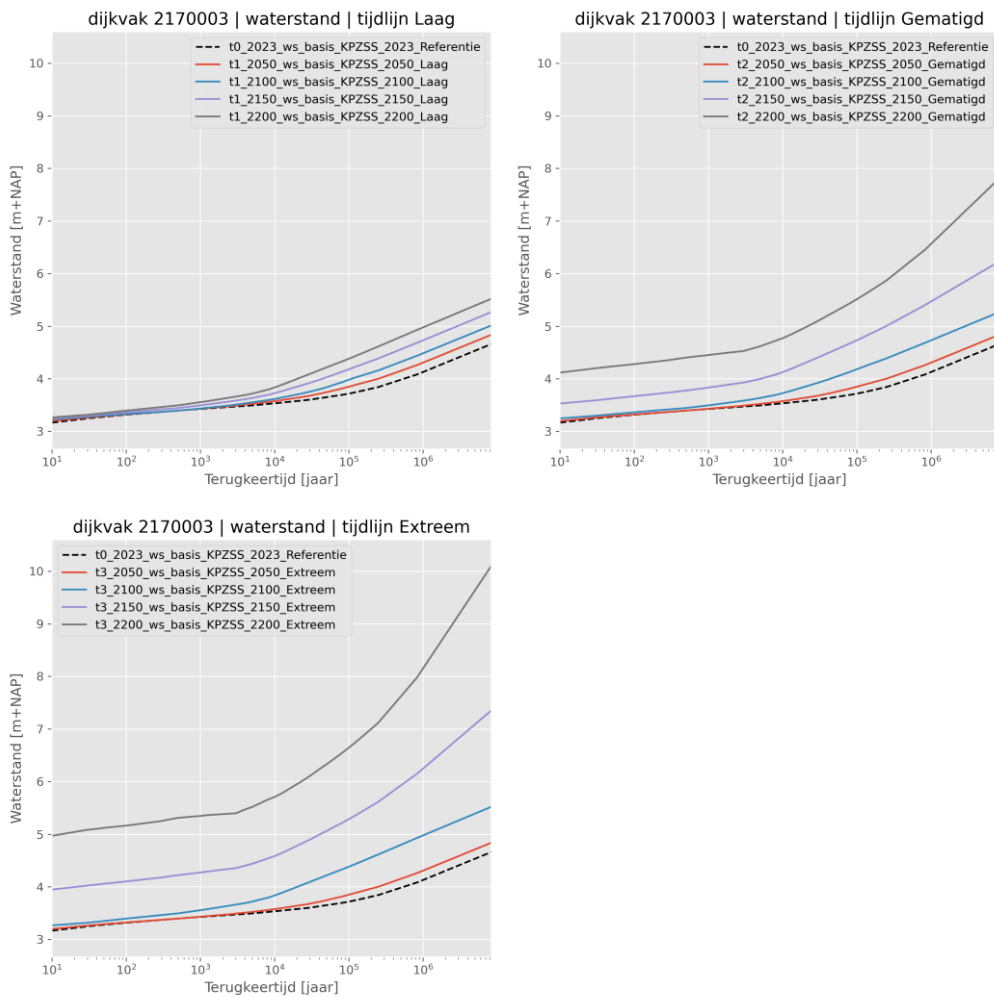 dijkvak 2170003 | waterstand | tijdlijn Laag
t0_2023_ws_basis_KPZSS_2023_Referentie
t1_2050_ws_basis_KPZSS_2050_Laag
t1_2100_ws_basis_KPZSS_2100_Laag
t1_2150_ws_basis_KPZSS_2150_Laag
t1_2200_ws_basis_KPZSS_2200_Laag
Waterstand [m+NAP]
10
9
8
7
6
5
4
3
10¹ 10² 10³ 10⁴ 10⁵ 10⁶
Terugkeertijd [jaar]
dijkvak 2170003 | waterstand | tijdlijn Gematigd
t0_2023_ws_basis_KPZSS_2023_Referentie
t2_2050_ws_basis_KPZSS_2050_Gematigd
t2_2100_ws_basis_KPZSS_2100_Gematigd
t2_2150_ws_basis_KPZSS_2150_Gematigd
t2_2200_ws_basis_KPZSS_2200_Gematigd
Waterstand [m+NAP]
10
9
8
7
6
5
4
3
10¹ 10² 10³ 10⁴ 10⁵ 10⁶
Terugkeertijd [jaar]
dijkvak 2170003 | waterstand | tijdlijn Extreem
t0_2023_ws_basis_KPZSS_2023_Referentie
t3_2050_ws_basis_KPZSS_2050_Extreem
t3_2100_ws_basis_KPZSS_2100_Extreem
t3_2150_ws_basis_KPZSS_2150_Extreem
t3_2200_ws_basis_KPZSS_2200_Extreem
Waterstand [m+NAP]
10
9
8
7
6
5
4
3
10¹ 10² 10³ 10⁴ 10⁵ 10⁶
Terugkeertijd [jaar]